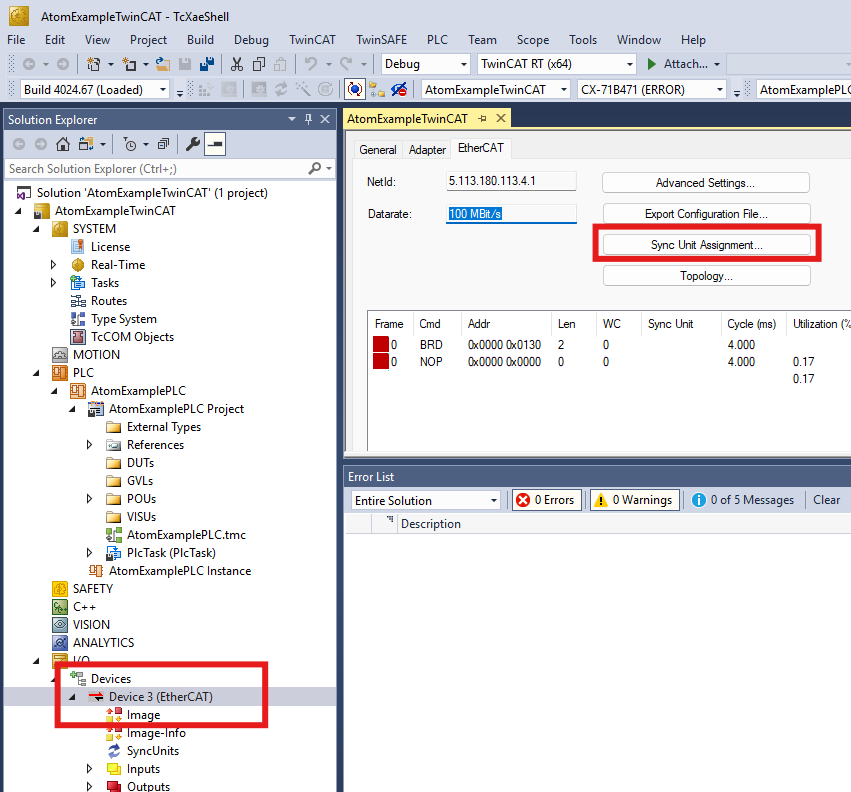 AtomExampleTwinCAT - TcXaeShell
File Edit View Project Build Debug TwinCAT TwinSAFE PLC Team Scope Tools Window Help
Debug TwinCAT RT (x64) Attach...
Build 4024.67 (Loaded) AtomExampleTwinCAT CX-71B471 (ERROR) AtomExamplePLC
Solution Explorer
Search Solution Explorer (Ctrl+;)
Solution 'AtomExampleTwinCAT' (1 project)
AtomExampleTwinCAT
SYSTEM
License
Real-Time
Tasks
Routes
Type System
TcCOM Objects
MOTION
PLC
AtomExamplePLC
AtomExamplePLC Project
External Types
References
DUTs
GVLs
POUs
VISUs
AtomExamplePLC.tmc
PlcTask (PlcTask)
AtomExamplePLC Instance
SAFETY
C++
VISION
ANALYTICS
I/O
Devices
Device 3 (EtherCAT)
Image
Image-Info
SyncUnits
Inputs
Outputs
AtomExampleTwinCAT
General Adapter EtherCAT
NetId: 5.113.180.113.4.1 Advanced Settings...
Datarate: 100 MBit/s Export Configuration File...
Sync Unit Assignment...
Topology...
Frame Cmd Addr Len WC Sync Unit Cycle (ms) Utilization (%
0 BRD 0x0000 0x0130 2 0 4.000
0 NOP 0x0000 0x0000 0 0 4.000 0.17
0.17
Error List
Entire Solution 0 Errors 0 Warnings 0 of 5 Messages Clear
Description